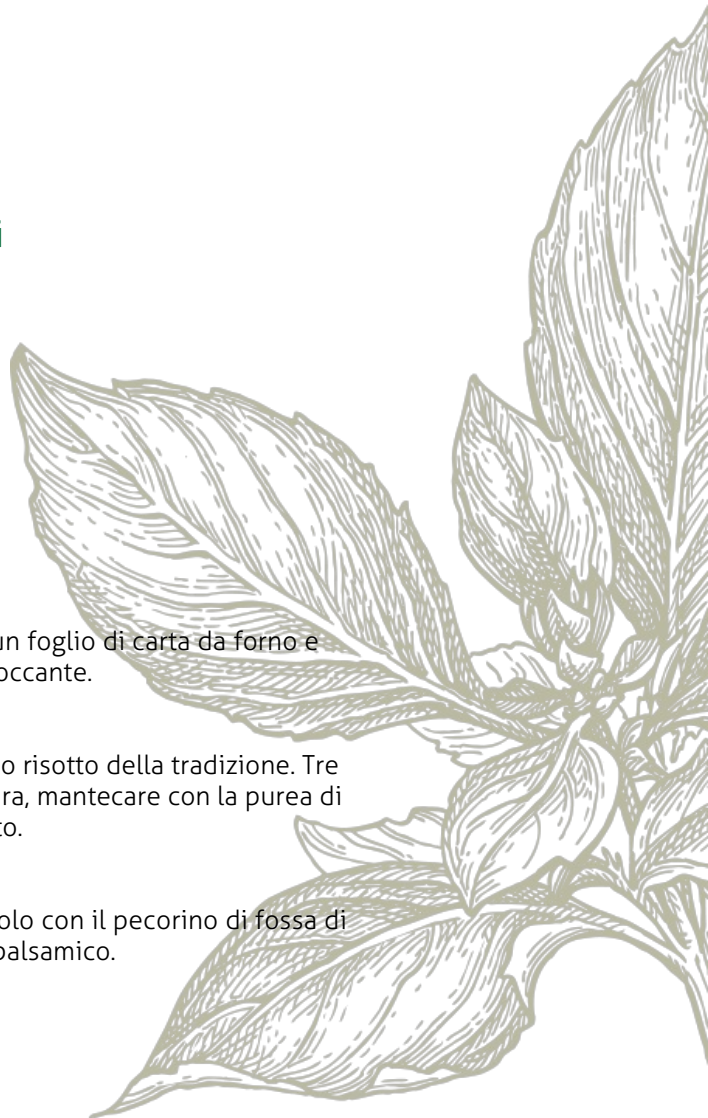 i
un foglio di carta da forno e
occante.
o risotto della tradizione. Tre
ra, mantecare con la purea di
to.
olo con il pecorino di fossa di
balsamico.